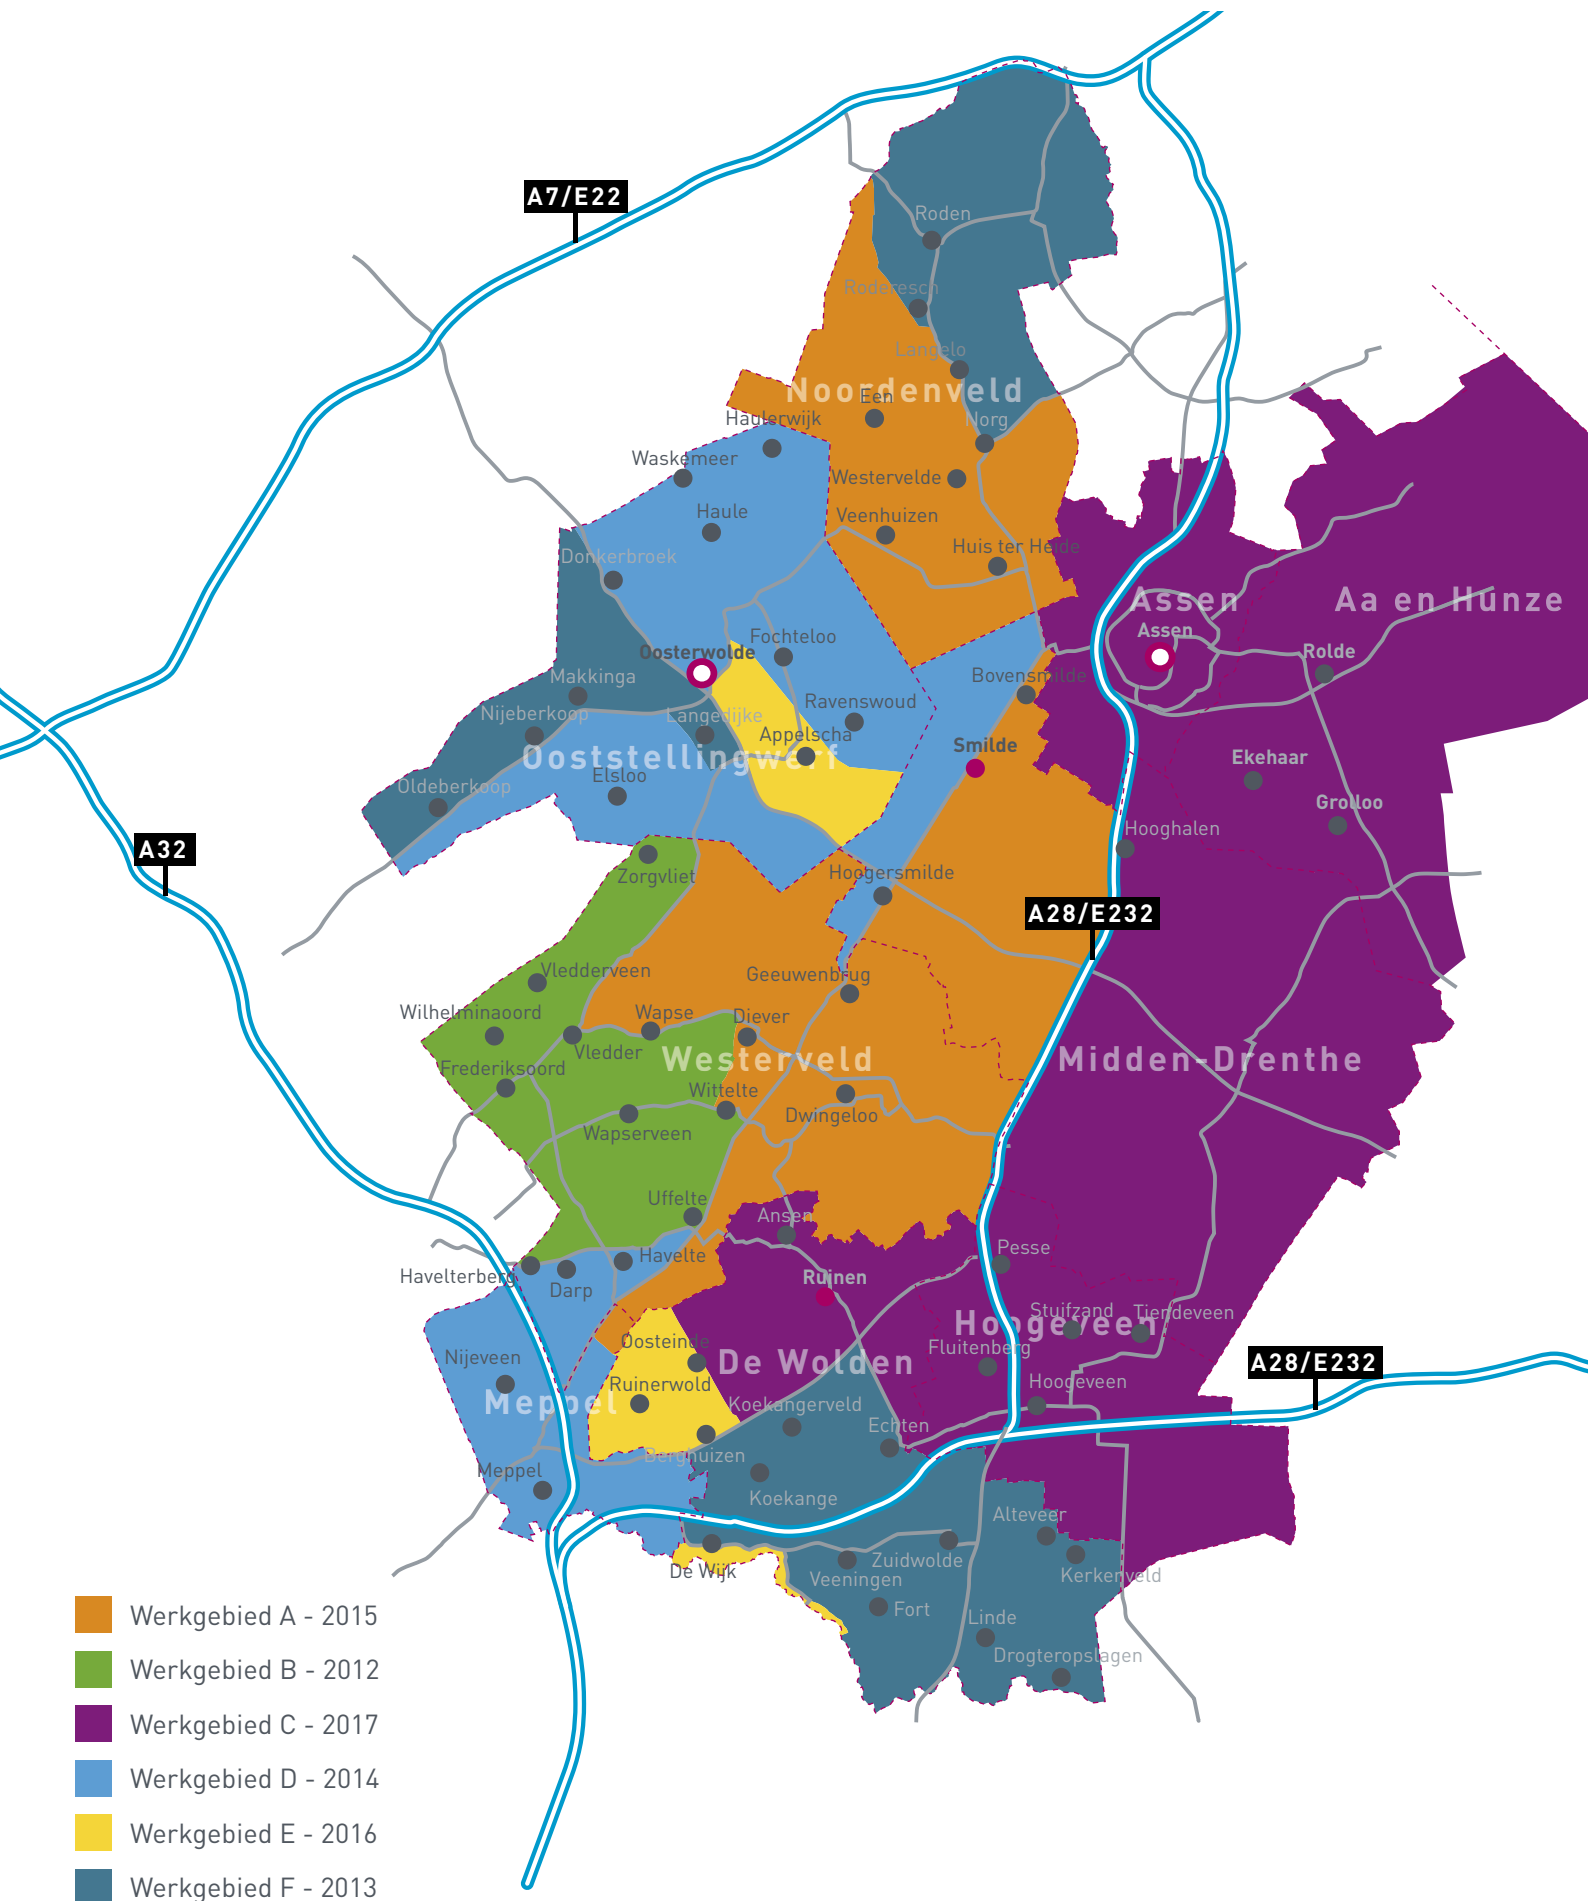 A7/E22
Roden
Roderesch
Langelo
Noordenveld
Een
Haulerwijk
Norg
Waskemeer
Westervelde
Haule
Veenhuizen
Huis ter Heide
Donkerbroek
Assen
Aa en Hunze
Assen
Fochteloo
Oosterwolde
Rolde
Makkinga
Bovensmilde
Ravenswoud
Nijeberkoop
Langedijke
Appelscha
Smilde
Ooststellingwerf
Ekehaar
Elsloo
Oldeberkoop
Grolloo
Hooghalen
A32
Zorgvliet
Hoogersmilde
A28/E232
Vledderveen
Geeuwenbrug
Wilhelminaoord
Wapse
Diever
Vledder
Westerveld
Midden-Drenthe
Frederiksoord
Wittelte
Dwingeloo
Wapserveen
Uffelte
Ansen
Havelte
Pesse
Havelterberg
Darp
Ruinen
Stuifzand
Tiendeveen
Hoogeveen
Oosteinde
Fluitenberg
Nijeveen
De Wolden
A28/E232
Ruinerwold
Hoogeveen
Meppel
Koekangerveld
Echten
Berghuizen
Meppel
Koekange
Alteveer
Zuidwolde
De Wijk
Veeningen
Kerkenveld
Fort
Linde
Drogteropslagen
Werkgebied A - 2015
Werkgebied B - 2012
Werkgebied C - 2017
Werkgebied D - 2014
Werkgebied E - 2016
Werkgebied F - 2013